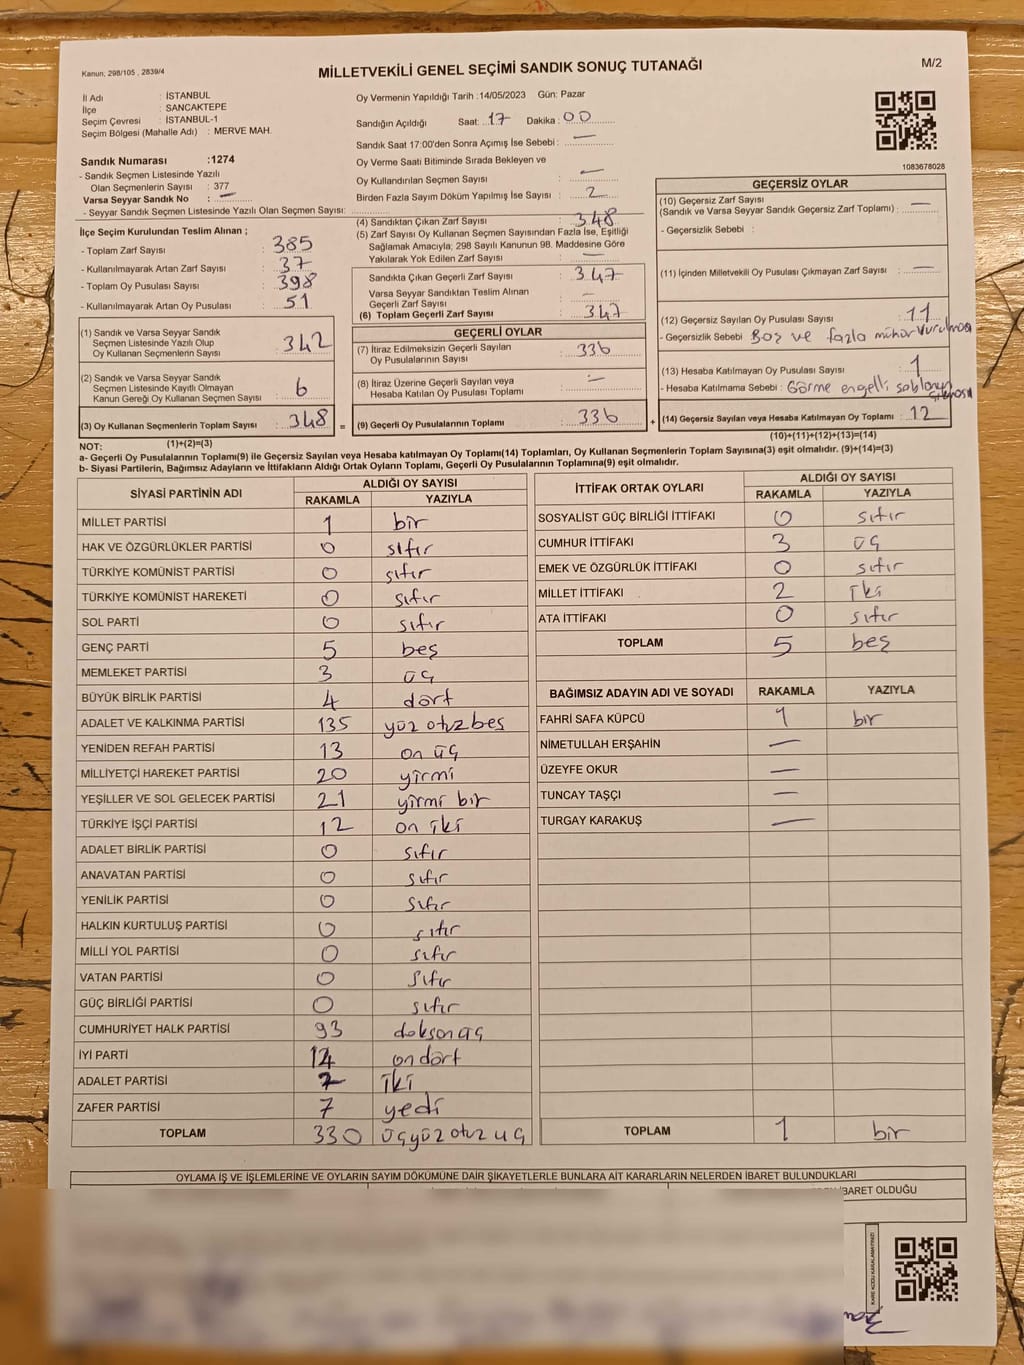 Kanun, 298/105 , 2839/4
MİLLETVEKİLİ GENEL SEÇİMİ SANDIK SONUÇ TUTANAĞI
M/2
İl Adı : İSTANBUL
İlçe : SANCAKTEPE
Seçim Çevresi : İSTANBUL-1
Seçim Bölgesi (Mahalle Adı) : MERVE MAH.
Sandık Numarası :1274
- Sandık Seçmen Listesinde Yazılı
Olan Seçmenlerin Sayısı : 377
Varsa Seyyar Sandık No : —
- Seyyar Sandık Seçmen Listesinde Yazılı Olan Seçmen Sayısı:
Oy Vermenin Yapıldığı Tarih :14/05/2023 Gün: Pazar
Sandığın Açıldığı Saat: 17 Dakika: 00
Sandık Saat 17:00'den Sonra Açımış İse Sebebi : —
Oy Verme Saati Bitiminde Sırada Bekleyen ve
Oy Kullandırılan Seçmen Sayısı : —
Birden Fazla Sayım Döküm Yapılmış İse Sayısı : 2
1083678028
İlçe Seçim Kurulundan Teslim Alınan ;
- Toplam Zarf Sayısı : 385
- Kullanılmayarak Artan Zarf Sayısı : 37
- Toplam Oy Pusulası Sayısı : 398
- Kullanılmayarak Artan Oy Pusulası : 51
(1) Sandık ve Varsa Seyyar Sandık
Seçmen Listesinde Yazılı Olup
Oy Kullanan Seçmenlerin Sayısı : 342
(2) Sandık ve Varsa Seyyar Sandık
Seçmen Listesinde Kayıtlı Olmayan
Kanun Gereği Oy Kullanan Seçmen Sayısı : 6
(3) Oy Kullanan Seçmenlerin Toplam Sayısı : 348
(1)+(2)=(3)
(4) Sandıktan Çıkan Zarf Sayısı : 348
(5) Zarf Sayısı Oy Kullanan Seçmen Sayısından Fazla İse, Eşitliği
Sağlamak Amacıyla; 298 Sayılı Kanunun 98. Maddesine Göre
Yakılarak Yok Edilen Zarf Sayısı : —
Sandıkta Çıkan Geçerli Zarf Sayısı : 347
Varsa Seyyar Sandıktan Teslim Alınan
Geçerli Zarf Sayısı : —
(6) Toplam Geçerli Zarf Sayısı : 347
GEÇERLİ OYLAR
(7) İtiraz Edilmeksizin Geçerli Sayılan
Oy Pusulalarının Sayısı : 336
(8) İtiraz Üzerine Geçerli Sayılan veya
Hesaba Katılan Oy Pusulası Toplamı : —
= (9) Geçerli Oy Pusulalarının Toplamı : 336
GEÇERSİZ OYLAR
(10) Geçersiz Zarf Sayısı
(Sandık ve Varsa Seyyar Sandık Geçersiz Zarf Toplamı) : —
- Geçersizlik Sebebi :
(11) İçinden Milletvekili Oy Pusulası Çıkmayan Zarf Sayısı : —
(12) Geçersiz Sayılan Oy Pusulası Sayısı : 11
- Geçersizlik Sebebi : Boş ve fazla mühür vurulması
(13) Hesaba Katılmayan Oy Pusulası Sayısı : 1
- Hesaba Katılmama Sebebi : Görme engelli şablonun
+ (14) Geçersiz Sayılan veya Hesaba Katılmayan Oy Toplamı : 12
(10)+(11)+(12)+(13)=(14)
NOT:
a- Geçerli Oy Pusulalarının Toplamı(9) ile Geçersiz Sayılan veya Hesaba katılmayan Oy Toplamı(14) Toplamları, Oy Kullanan Seçmenlerin Toplam Sayısına(3) eşit olmalıdır. (9)+(14)=(3)
b- Siyasi Partilerin, Bağımsız Adayların ve İttifakların Aldığı Ortak Oyların Toplamı, Geçerli Oy Pusulalarının Toplamına(9) eşit olmalıdır.
SİYASİ PARTİNİN ADI ALDIĞI OY SAYISI
RAKAMLA YAZIYLA
MİLLET PARTİSİ 1 bir
HAK VE ÖZGÜRLÜKLER PARTİSİ 0 sıfır
TÜRKİYE KOMÜNİST PARTİSİ 0 sıfır
TÜRKİYE KOMÜNİST HAREKETİ 0 sıfır
SOL PARTİ 0 sıfır
GENÇ PARTİ 5 beş
MEMLEKET PARTİSİ 3 üç
BÜYÜK BİRLİK PARTİSİ 4 dört
ADALET VE KALKINMA PARTİSİ 135 yüz otuz beş
YENİDEN REFAH PARTİSİ 13 on üç
MİLLİYETÇİ HAREKET PARTİSİ 20 yirmi
YEŞİLLER VE SOL GELECEK PARTİSİ 21 yirmi bir
TÜRKİYE İŞÇİ PARTİSİ 12 on iki
ADALET BİRLİK PARTİSİ 0 sıfır
ANAVATAN PARTİSİ 0 sıfır
YENİLİK PARTİSİ 0 sıfır
HALKIN KURTULUŞ PARTİSİ 0 sıfır
MİLLİ YOL PARTİSİ 0 sıfır
VATAN PARTİSİ 0 sıfır
GÜÇ BİRLİĞİ PARTİSİ 0 sıfır
CUMHURİYET HALK PARTİSİ 93 doksan üç
İYİ PARTİ 14 on dört
ADALET PARTİSİ 2 iki
ZAFER PARTİSİ 7 yedi
TOPLAM 330 üçyüz otuz üç
İTTİFAK ORTAK OYLARI ALDIĞI OY SAYISI
RAKAMLA YAZIYLA
SOSYALİST GÜÇ BİRLİĞİ İTTİFAKI 0 sıfır
CUMHUR İTTİFAKI 3 üç
EMEK VE ÖZGÜRLÜK İTTİFAKI 0 sıfır
MİLLET İTTİFAKI 2 iki
ATA İTTİFAKI 0 sıfır
TOPLAM 5 beş
BAĞIMSIZ ADAYIN ADI VE SOYADI RAKAMLA YAZIYLA
FAHRİ SAFA KÜPCÜ 1 bir
NİMETULLAH ERŞAHİN —
ÜZEYFE OKUR —
TUNCAY TAŞÇI —
TURGAY KARAKUŞ —
TOPLAM 1 bir
OYLAMA İŞ VE İŞLEMLERİNE VE OYLARIN SAYIM DÖKÜMÜNE DAİR ŞİKAYETLERLE BUNLARA AİT KARARLARIN NELERDEN İBARET BULUNDUKLARI
İBARET OLDUĞU
KARE KODU KARALAMAYINIZ!